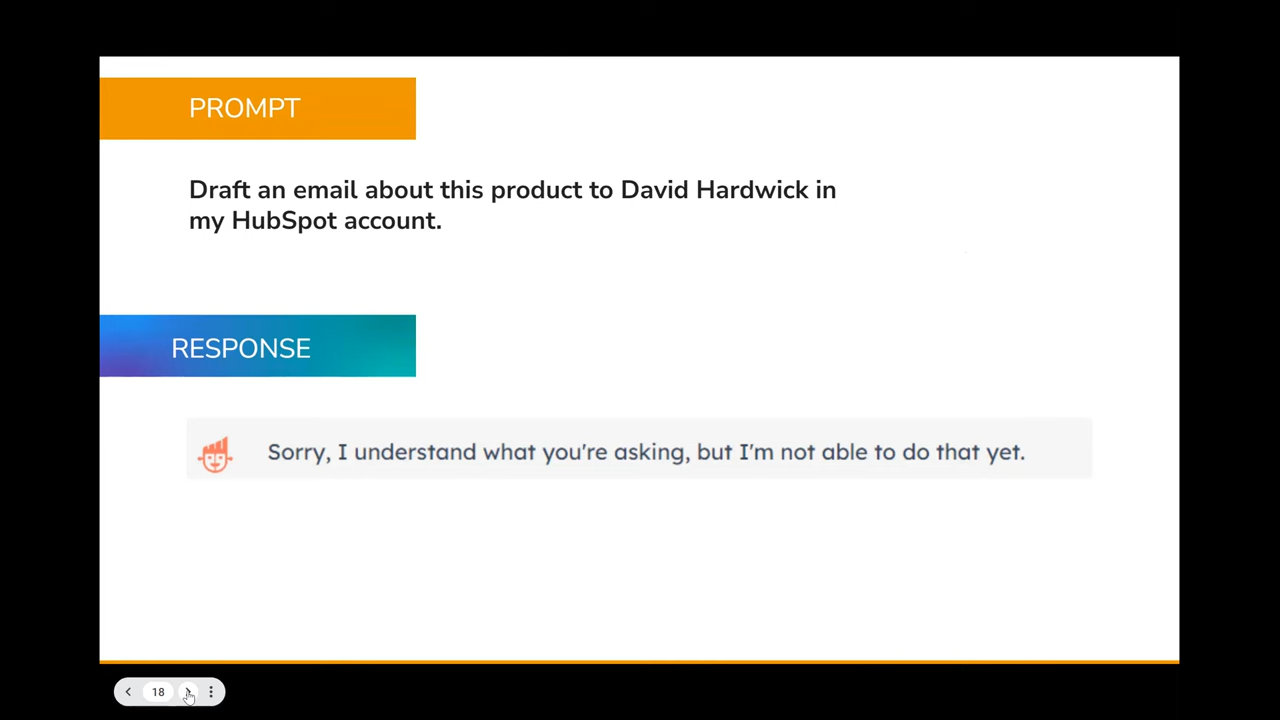 PROMPT
Draft an email about this product to David Hardwick in
my HubSpot account.
RESPONSE
Sorry, I understand what you're asking, but I'm not able to do that yet.
18